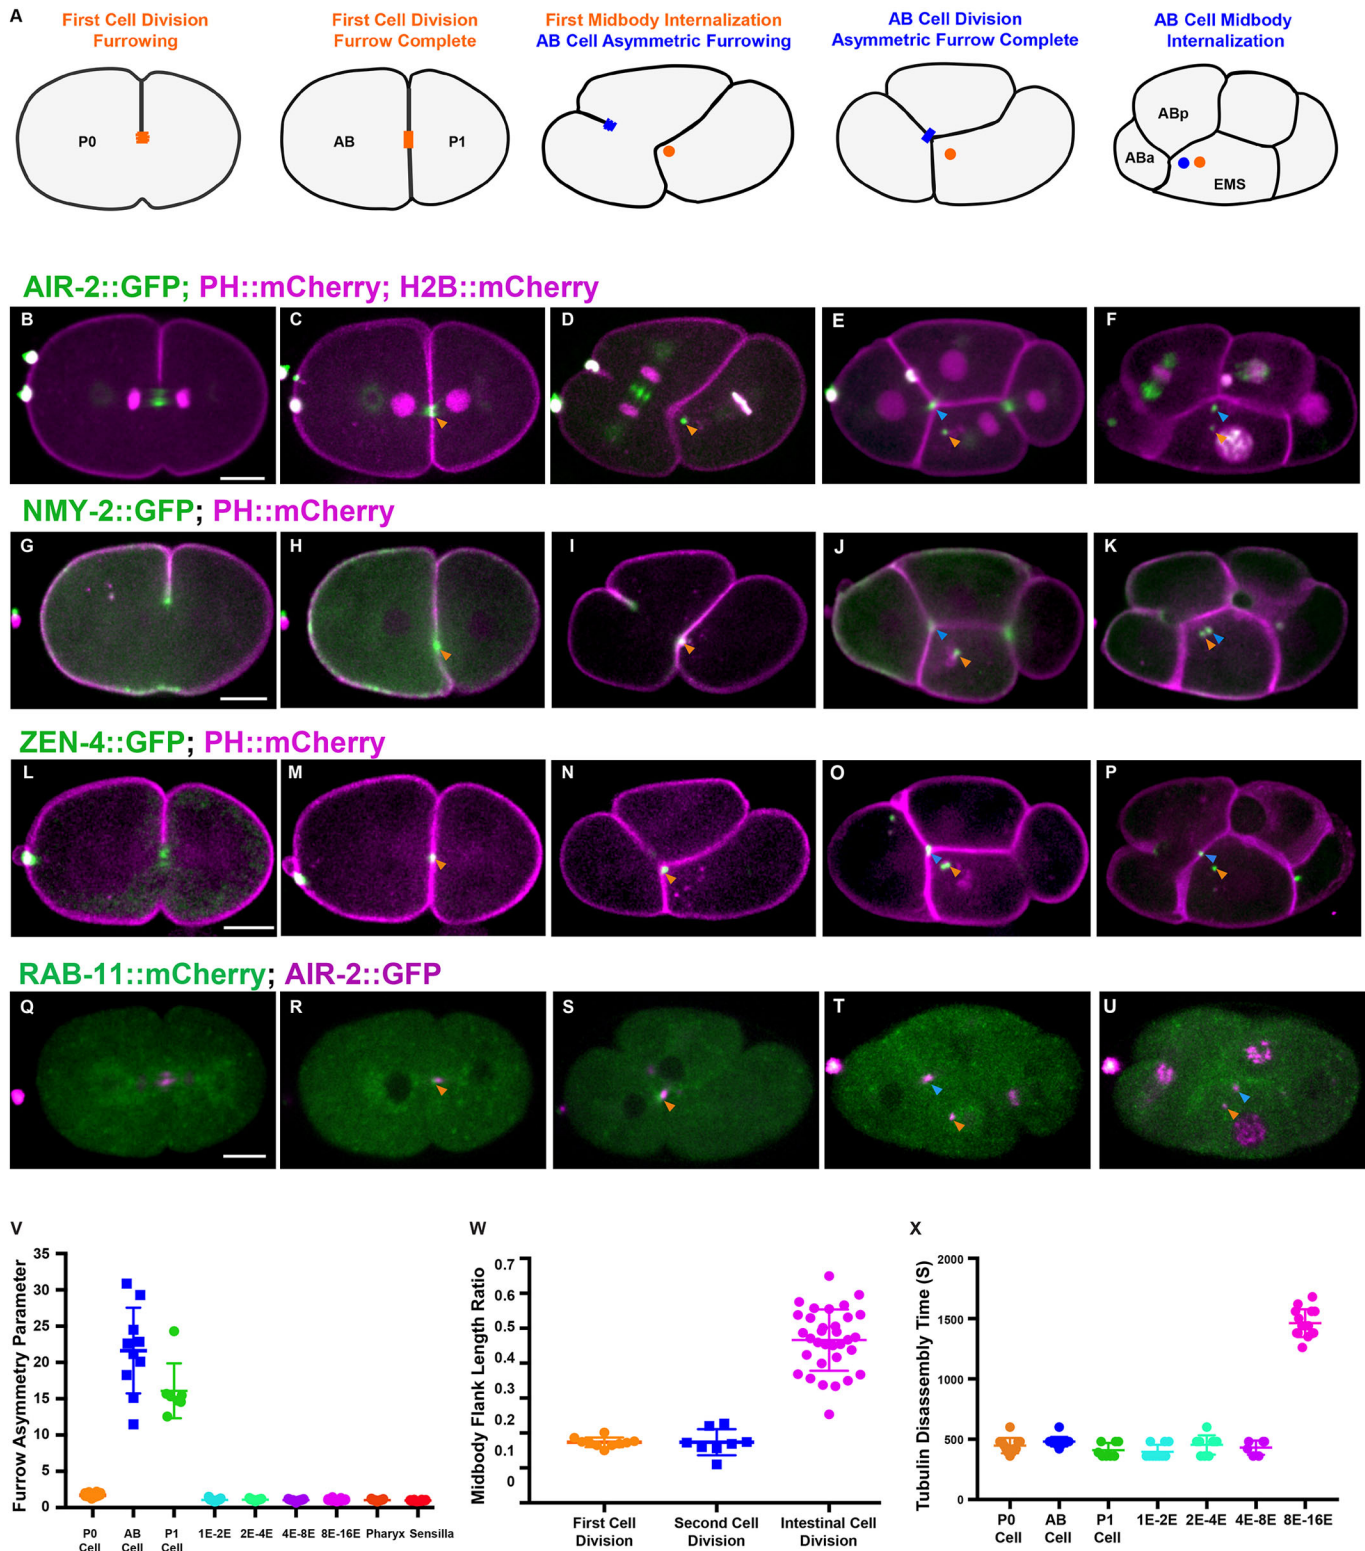 A
First Cell Division
Furrowing
First Cell Division
Furrow Complete
First Midbody Internalization
AB Cell Asymmetric Furrowing
AB Cell Division
Asymmetric Furrow Complete
AB Cell Midbody
Internalization
P0
AB
P1
ABp
ABa
EMS
AIR-2::GFP; PH::mCherry; H2B::mCherry
B
C
D
E
F
NMY-2::GFP; PH::mCherry
G
H
I
J
K
ZEN-4::GFP; PH::mCherry
L
M
N
O
P
RAB-11::mCherry; AIR-2::GFP
Q
R
S
T
U
V
Furrow Asymmetry Parameter
35
30
25
20
15
10
5
0
P0 Cell
AB Cell
P1 Cell
1E-2E
2E-4E
4E-8E
8E-16E
Pharyx
Sensilla
W
Midbody Flank Length Ratio
0.7
0.6
0.5
0.4
0.3
0.2
0.1
0
First Cell Division
Second Cell Division
Intestinal Cell Division
X
Tubulin Disassembly Time (S)
2000
1500
1000
500
0
P0 Cell
AB Cell
P1 Cell
1E-2E
2E-4E
4E-8E
8E-16E